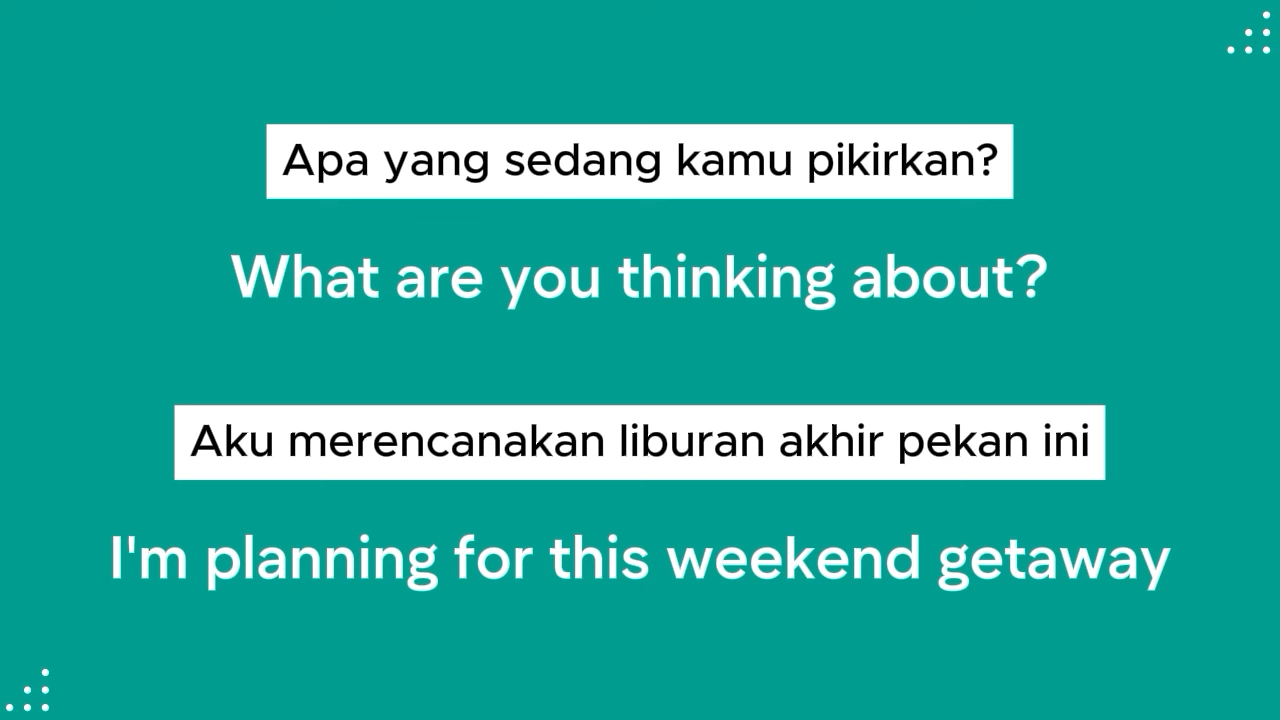 Apa yang sedang kamu pikirkan?
What are you thinking about?
Aku merencanakan liburan akhir pekan ini
I'm planning for this weekend getaway